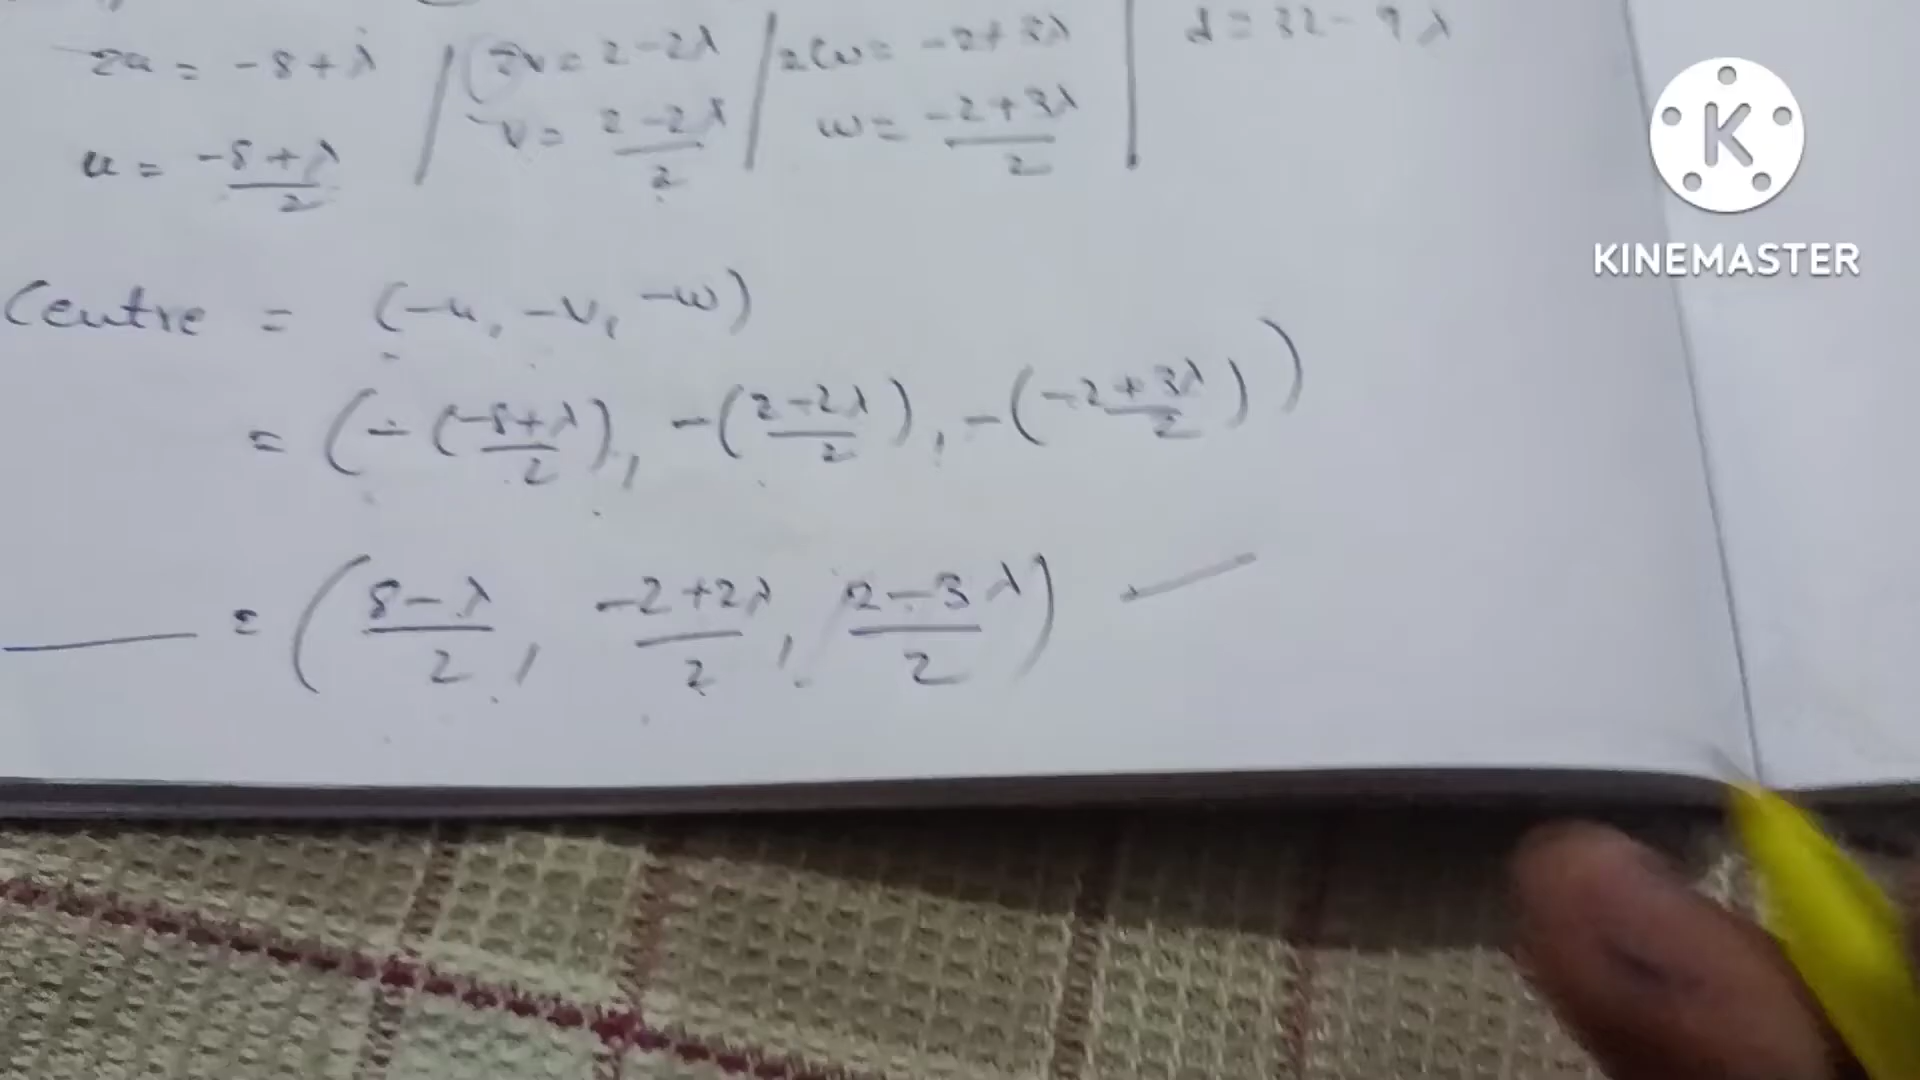 2u = -8+λ | 2v = 2-2λ | 2w = -2+3λ | d = 32-9λ
u = (-8+λ)/2 | v = (2-2λ)/2 | w = (-2+3λ)/2
Centre = (-u, -v, -w)
= (-((-8+λ)/2), -((2-2λ)/2), -((-2+3λ)/2))
= ((8-λ)/2, (-2+2λ)/2, (2-3λ)/2)
K
KINEMASTER